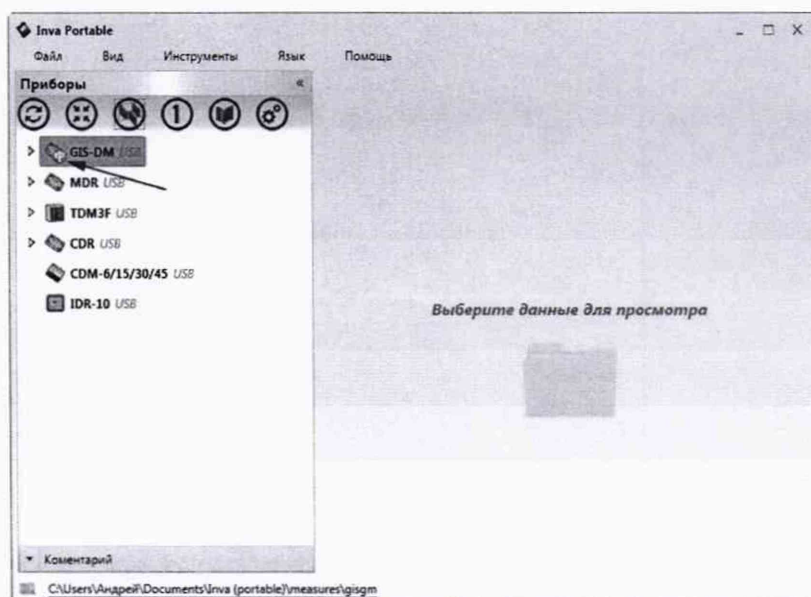 Inva Portable
Файл Вид Инструменты Язык Помощь
Приборы «
GIS-DM USB
MDR USB
TDM3F USB
CDR USB
CDM-6/15/30/45 USB
IDR-10 USB
Выберите данные для просмотра
Коментарий
C:\Users\Андрей\Documents\Inva (portable)\measures\gisgm